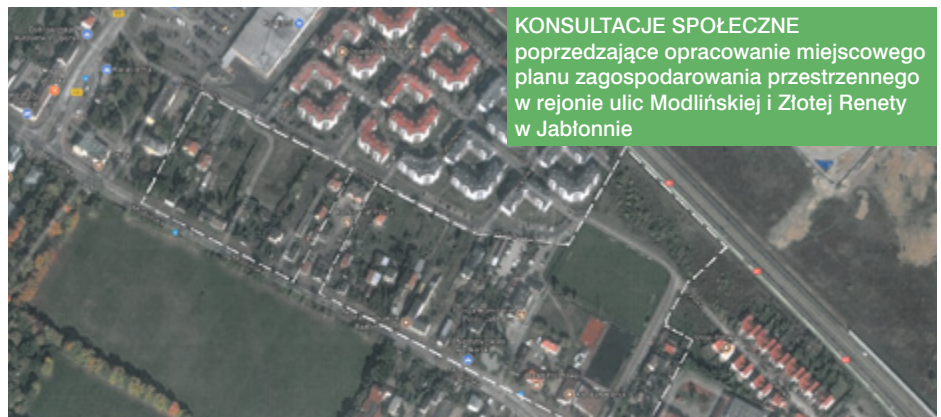 KONSULTACJE SPOŁECZNE
poprzedzające opracowanie miejscowego
planu zagospodarowania przestrzennego
w rejonie ulic Modlińskiej i Złotej Renety
w Jabłonnie